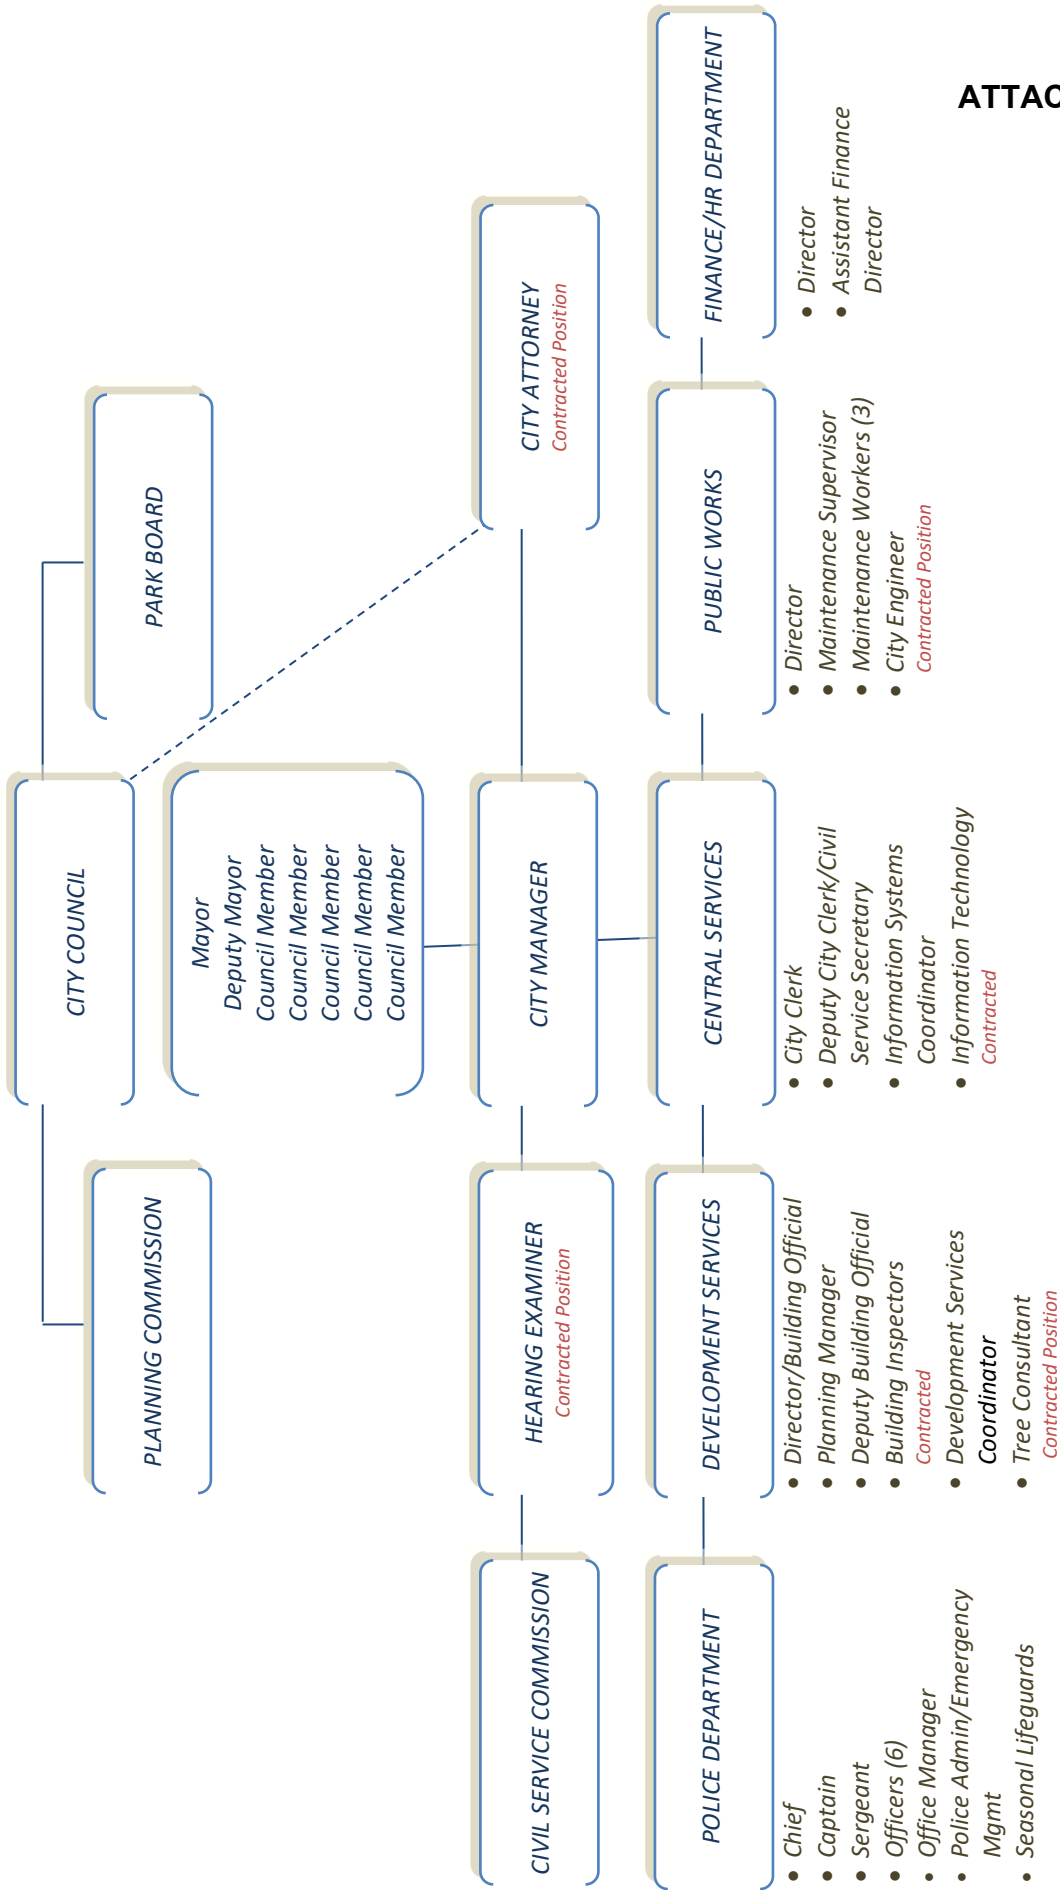 ATTAC
CITY COUNCIL
PLANNING COMMISSION
PARK BOARD
Mayor
Deputy Mayor
Council Member
Council Member
Council Member
Council Member
Council Member
CIVIL SERVICE COMMISSION
HEARING EXAMINER
Contracted Position
CITY MANAGER
CITY ATTORNEY
Contracted Position
POLICE DEPARTMENT
• Chief
• Captain
• Sergeant
• Officers (6)
• Office Manager
• Police Admin/Emergency
Mgmt
• Seasonal Lifeguards
DEVELOPMENT SERVICES
• Director/Building Official
• Planning Manager
• Deputy Building Official
• Building Inspectors
Contracted
• Development Services
Coordinator
• Tree Consultant
Contracted Position
CENTRAL SERVICES
• City Clerk
• Deputy City Clerk/Civil
Service Secretary
• Information Systems
Coordinator
• Information Technology
Contracted
PUBLIC WORKS
• Director
• Maintenance Supervisor
• Maintenance Workers (3)
• City Engineer
Contracted Position
FINANCE/HR DEPARTMENT
• Director
• Assistant Finance
Director